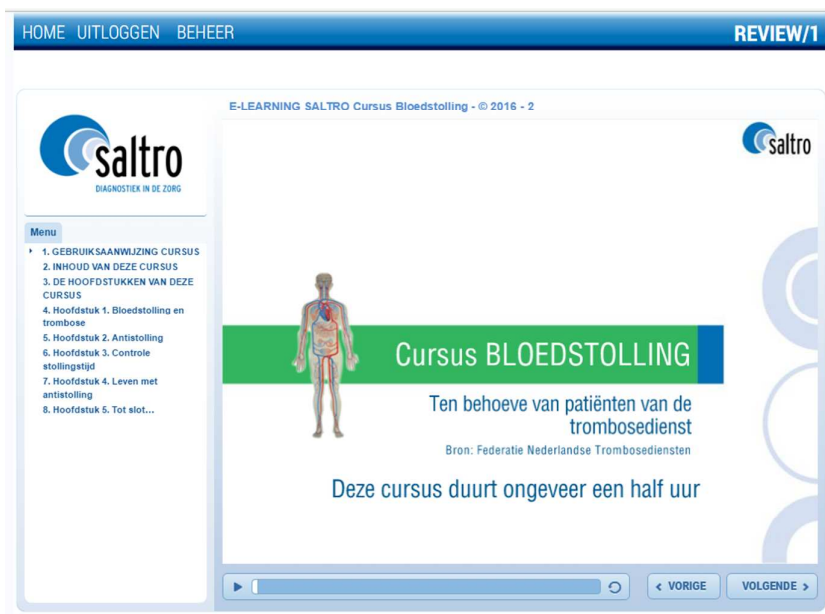 HOME UITLOGGEN BEHEER
REVIEW/1
saltro
DIAGNOSTIEK IN DE ZORG
Menu
1. GEBRUIKSAANWIJZING CURSUS
2. INHOUD VAN DEZE CURSUS
3. DE HOOFDSTUKKEN VAN DEZE
CURSUS
4. Hoofdstuk 1. Bloedstolling en
trombose
5. Hoofdstuk 2. Antistolling
6. Hoofdstuk 3. Controle
stollingstijd
7. Hoofdstuk 4. Leven met
antistolling
8. Hoofdstuk 5. Tot slot...
E-LEARNING SALTRO Cursus Bloedstolling - © 2016 - 2
saltro
Cursus BLOEDSTOLLING
Ten behoeve van patiënten van de
trombosedienst
Bron: Federatie Nederlandse Trombosediensten
Deze cursus duurt ongeveer een half uur
VORIGE
VOLGENDE